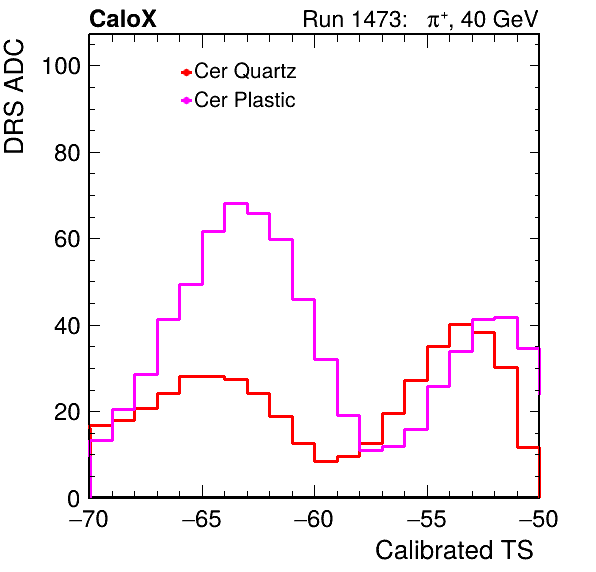 CaloX Run 1473: π⁺, 40 GeV
DRS ADC
Cer Quartz
Cer Plastic
100
80
60
40
20
0
−70 −65 −60 −55 −50
Calibrated TS